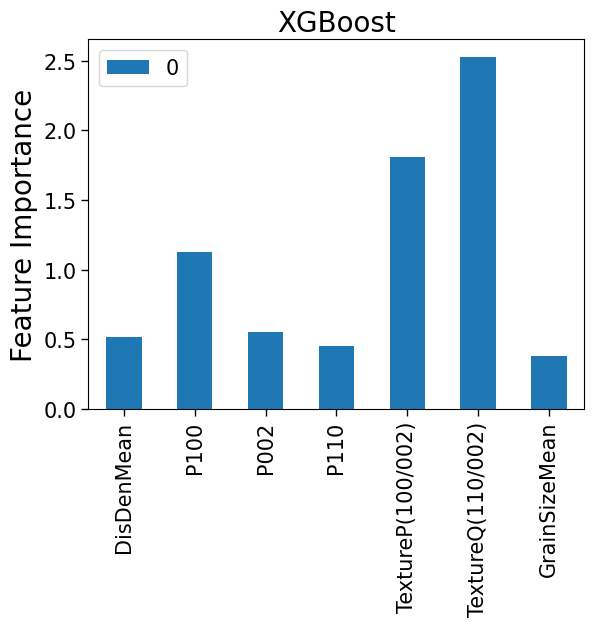 XGBoost
0
Feature Importance
2.5
2.0
1.5
1.0
0.5
0.0
DisDenMean
P100
P002
P110
TextureP(100/002)
TextureQ(110/002)
GrainSizeMean